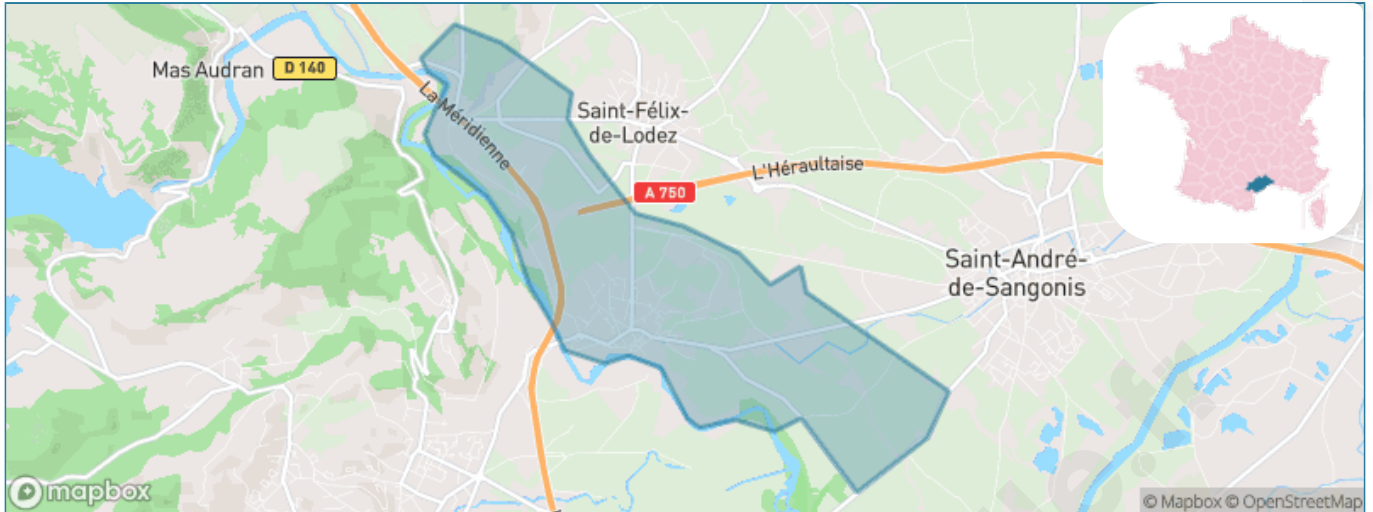 Mas Audran
D 140
La Méridienne
Saint-Félix-
de-Lodez
L'Héraultaise
A 750
Saint-André-
de-Sangonis
mapbox
© Mapbox © OpenStreetMap